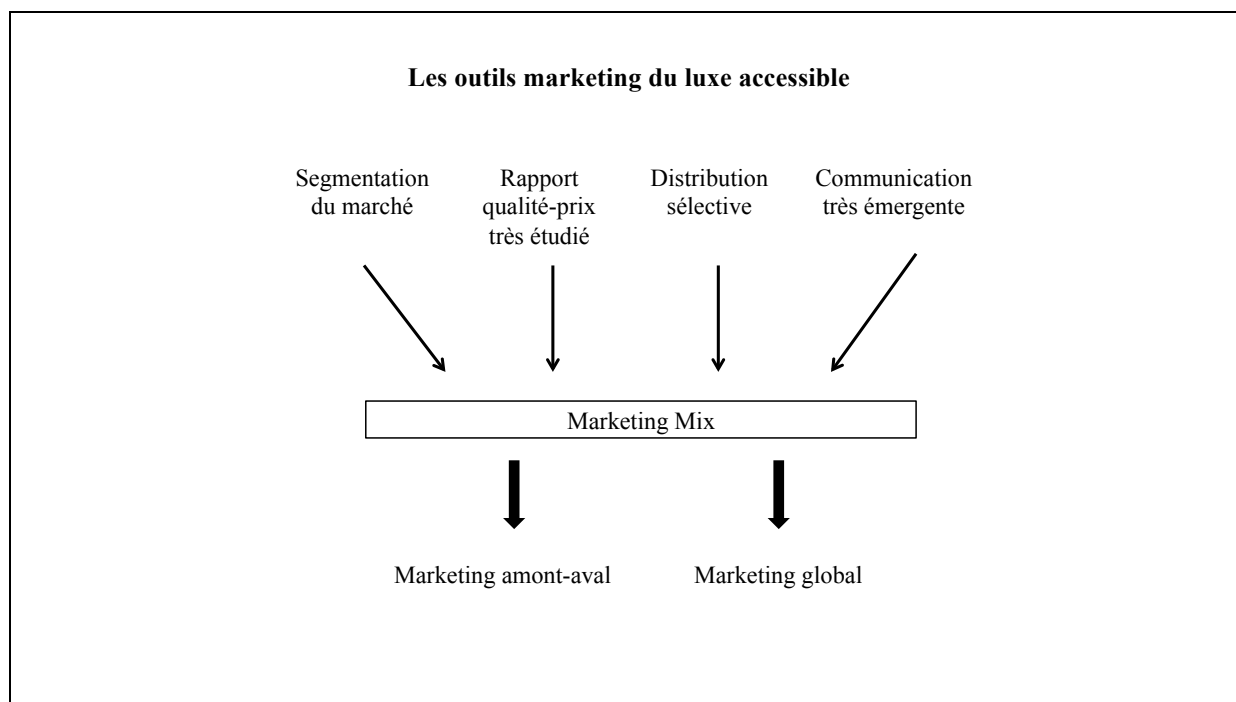 Les outils marketing du luxe accessible
Segmentation
du marché
Rapport
qualité-prix
très étudié
Distribution
sélective
Communication
très émergente
Marketing Mix
Marketing amont-aval
Marketing global